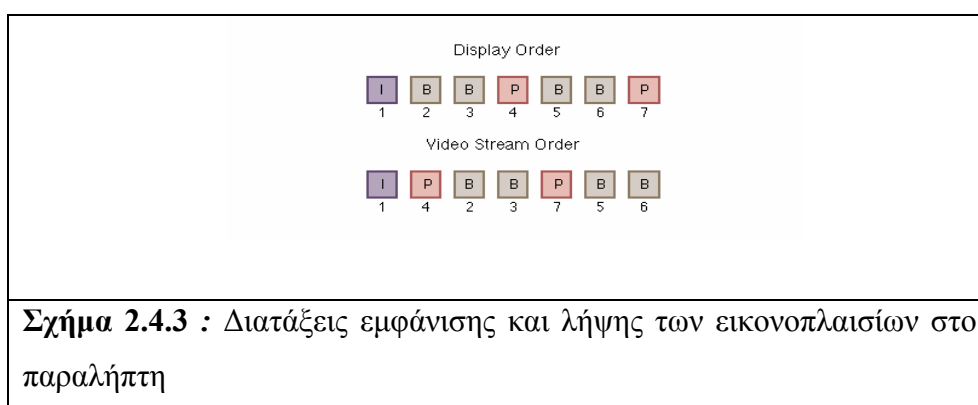 Display Order
I B B P B B P
1 2 3 4 5 6 7
Video Stream Order
I P B B P B B
1 4 2 3 7 5 6
Σχήμα 2.4.3 : Διατάξεις εμφάνισης και λήψης των εικονοπλαισίων στο
παραλήπτη